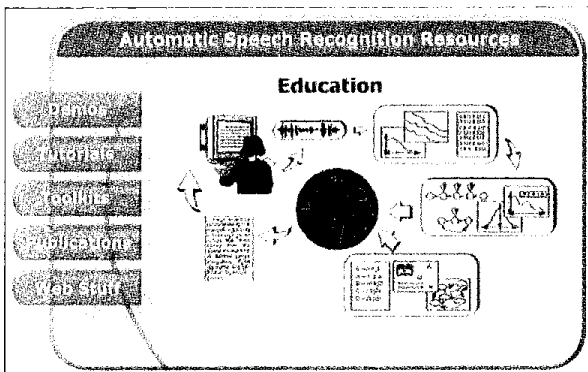 Automatic Speech Recognition Resources
Education
Demos
Tutorials
Toolkits
Publications
Web Stuff